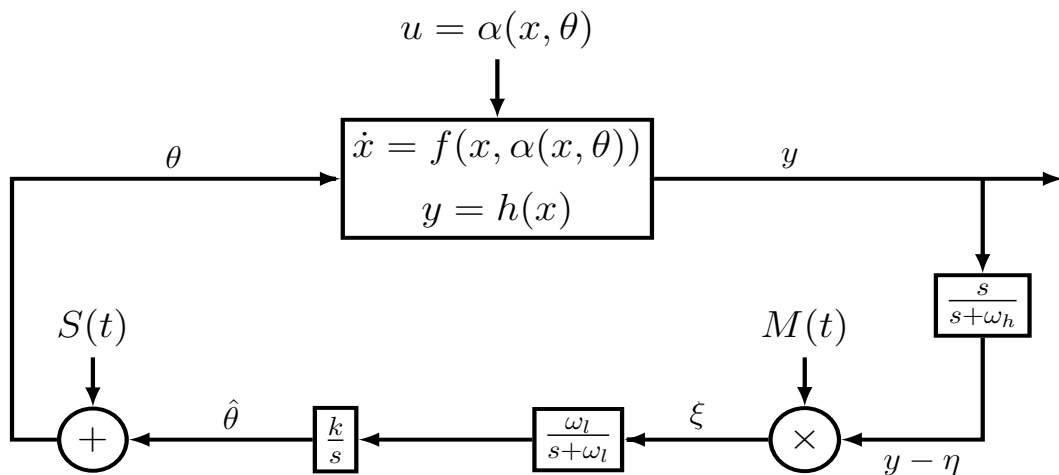 u = α(x, θ)
θ
ẋ = f(x, α(x, θ))
y = h(x)
y
s
s+ω_h
S(t)
M(t)
+
θ̂
k
s
ω_l
s+ω_l
ξ
×
y − η